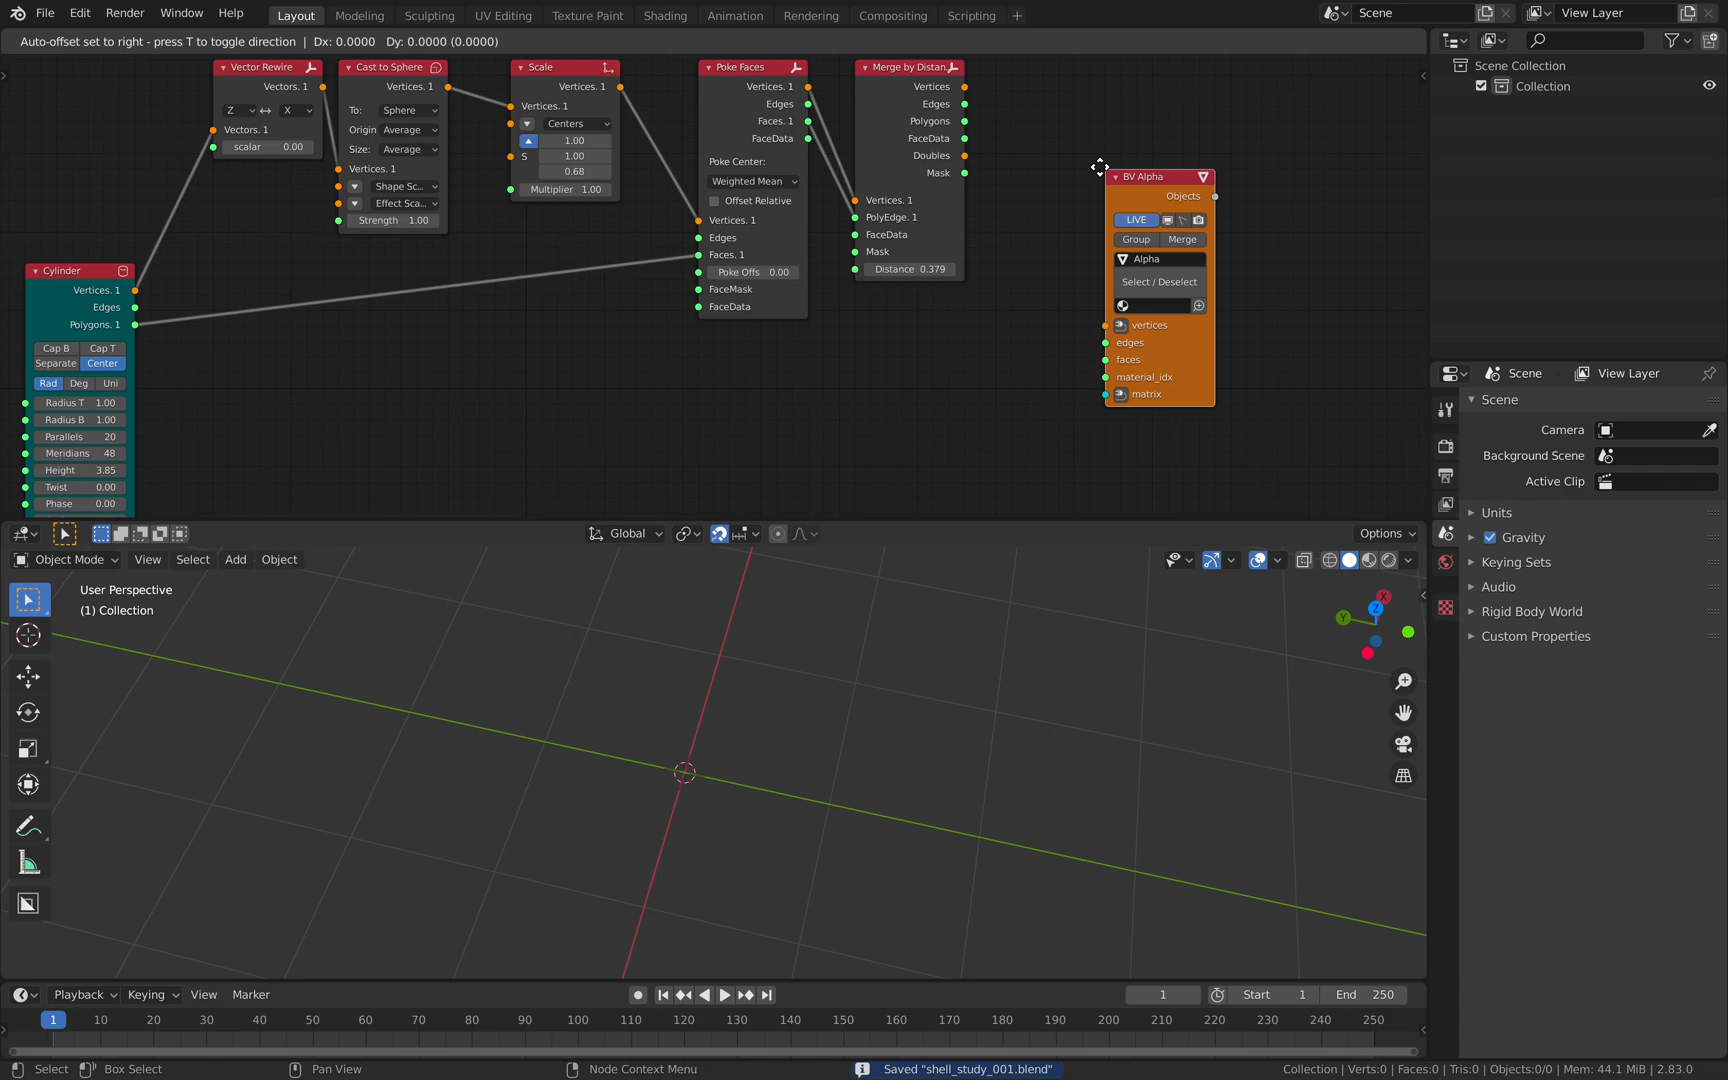 File Edit Render Window Help Layout Modeling Sculpting UV Editing Texture Paint Shading Animation Rendering Compositing Scripting + Scene View Layer
Auto-offset set to right - press T to toggle direction | Dx: 0.0000 Dy: 0.0000 (0.0000)
Vector Rewire
Vectors. 1
Z X
Vectors. 1
scalar 0.00
Cast to Sphere
Vertices. 1
To: Sphere
Origin Average
Size: Average
Vertices. 1
Shape Sc...
Effect Sca...
Strength 1.00
Scale
Vertices. 1
Vertices. 1
Centers
1.00
S 1.00
0.68
Multiplier 1.00
Poke Faces
Vertices. 1
Edges
Faces. 1
FaceData
Poke Center:
Weighted Mean
Offset Relative
Vertices. 1
Edges
Faces. 1
Poke Offs 0.00
FaceMask
FaceData
Merge by Distan
Vertices
Edges
Polygons
FaceData
Doubles
Mask
Vertices. 1
PolyEdge. 1
FaceData
Mask
Distance 0.379
BV Alpha
Objects
LIVE
Group Merge
Alpha
Select / Deselect
vertices
edges
faces
material_idx
matrix
Cylinder
Vertices. 1
Edges
Polygons. 1
Cap B Cap T
Separate Center
Rad Deg Uni
Radius T 1.00
Radius B 1.00
Parallels 20
Meridians 48
Height 3.85
Twist 0.00
Phase 0.00
Scene Collection
Collection
Scene View Layer
Scene
Camera
Background Scene
Active Clip
Units
Gravity
Keying Sets
Audio
Rigid Body World
Custom Properties
Global Options
Object Mode View Select Add Object
User Perspective
(1) Collection
X
Y
Z
Playback Keying View Marker 1 Start 1 End 250
1 10 20 30 40 50 60 70 80 90 100 110 120 130 140 150 160 170 180 190 200 210 220 230 240 250
Select Box Select Pan View Node Context Menu Saved "shell_study_001.blend" Collection | Verts:0 | Faces:0 | Tris:0 | Objects:0/0 | Mem: 44.1 MiB | 2.83.0